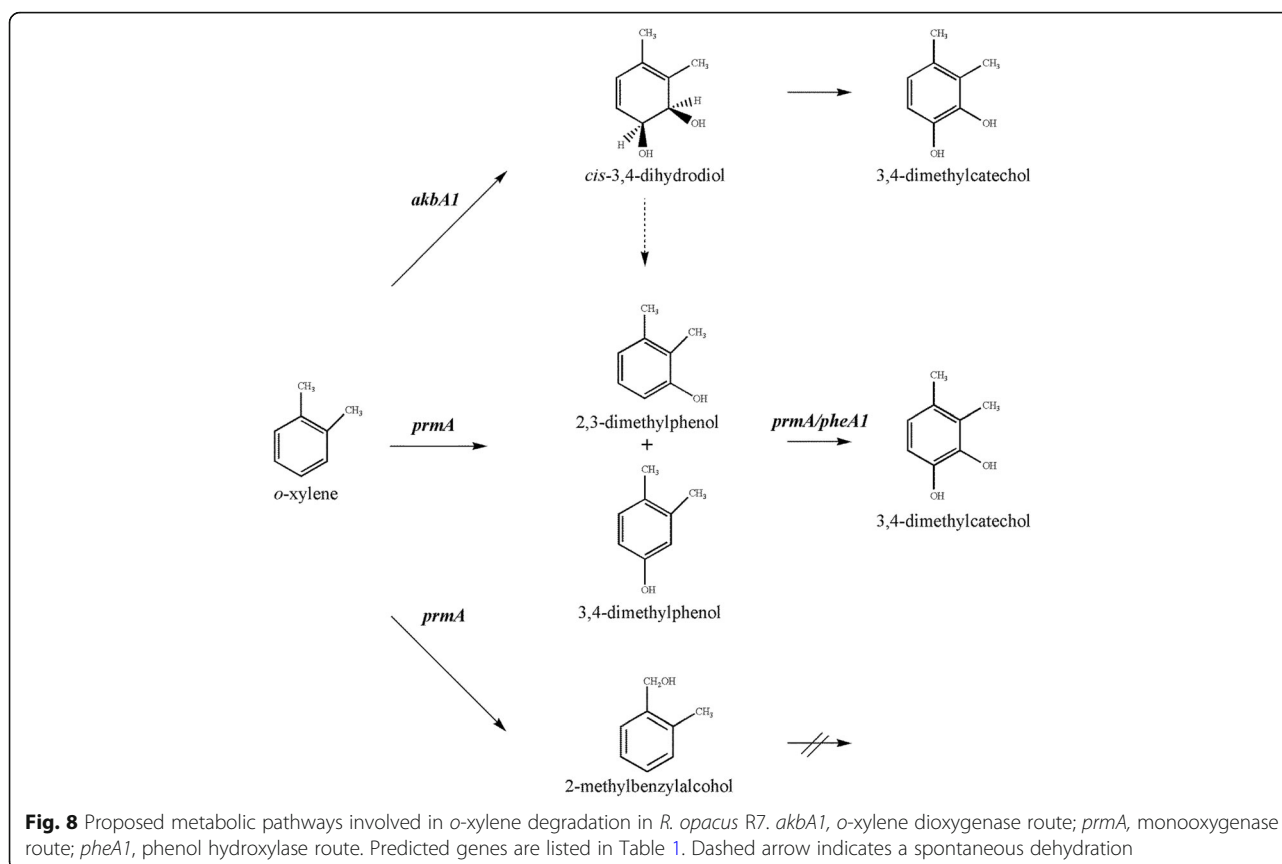 CH₃
CH₃
H
OH
H
OH
cis-3,4-dihydrodiol
CH₃
CH₃
OH
OH
3,4-dimethylcatechol
akbA1
CH₃
CH₃
OH
2,3-dimethylphenol
+
CH₃
CH₃
OH
3,4-dimethylphenol
CH₃
CH₃
o-xylene
prmA
prmA/pheA1
CH₃
CH₃
OH
OH
3,4-dimethylcatechol
prmA
CH₂OH
CH₃
2-methylbenzylalcohol
Fig. 8 Proposed metabolic pathways involved in o-xylene degradation in R. opacus R7. akbA1, o-xylene dioxygenase route; prmA, monooxygenase
route; pheA1, phenol hydroxylase route. Predicted genes are listed in Table 1. Dashed arrow indicates a spontaneous dehydration